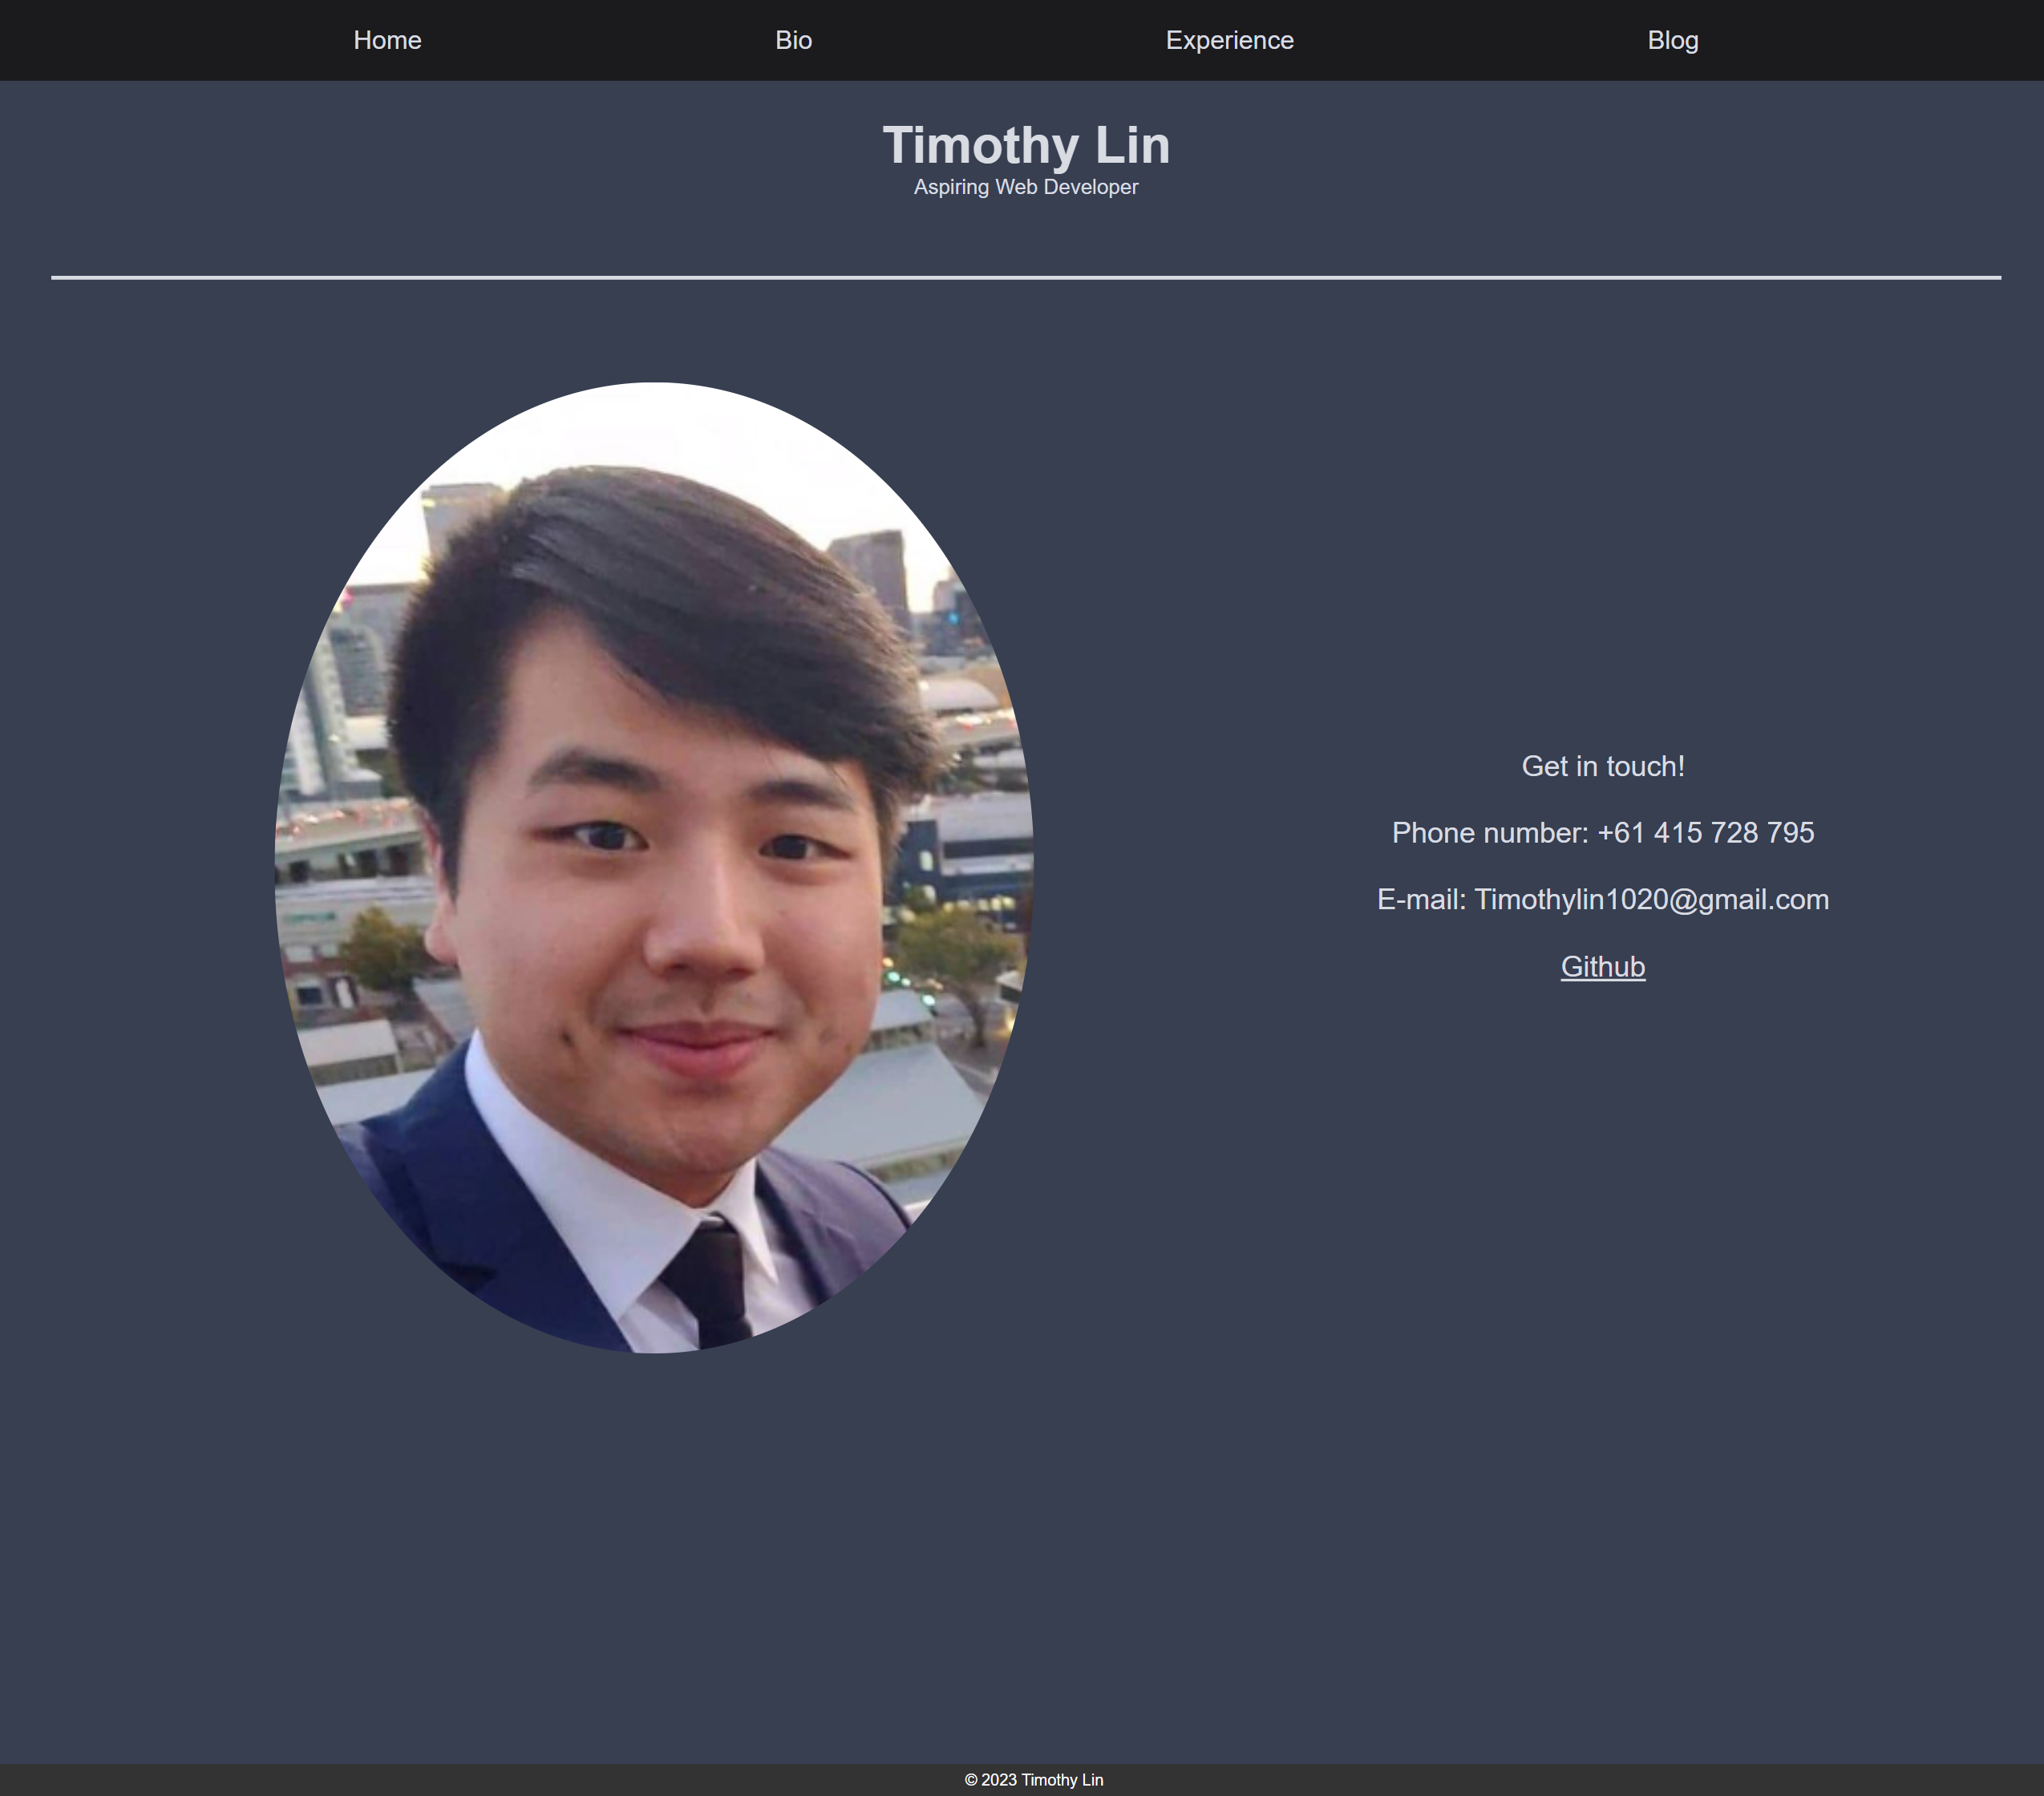 Home
Bio
Experience
Blog
Timothy Lin
Aspiring Web Developer
Get in touch!
Phone number: +61 415 728 795
E-mail: Timothylin1020@gmail.com
Github
© 2023 Timothy Lin